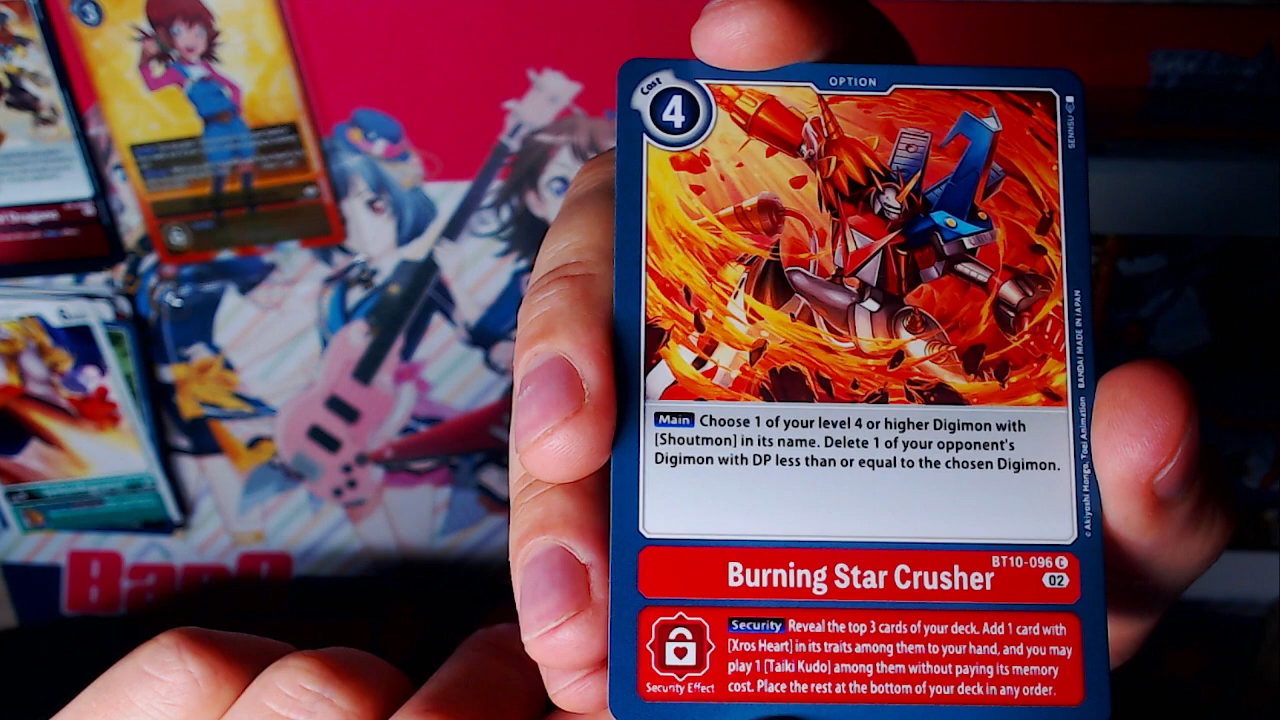 OPTION
Cost
4
SENNSU
Main Choose 1 of your level 4 or higher Digimon with
[Shoutmon] in its name. Delete 1 of your opponent's
Digimon with DP less than or equal to the chosen Digimon.
© Akiyoshi Hongo, Toei Animation BANDAI MADE IN JAPAN
BT10-096 C
Burning Star Crusher
02
Security Reveal the top 3 cards of your deck. Add 1 card with
[Xros Heart] in its traits among them to your hand, and you may
play 1 [Taiki Kudo] among them without paying its memory
cost. Place the rest at the bottom of your deck in any order.
Security Effect
3